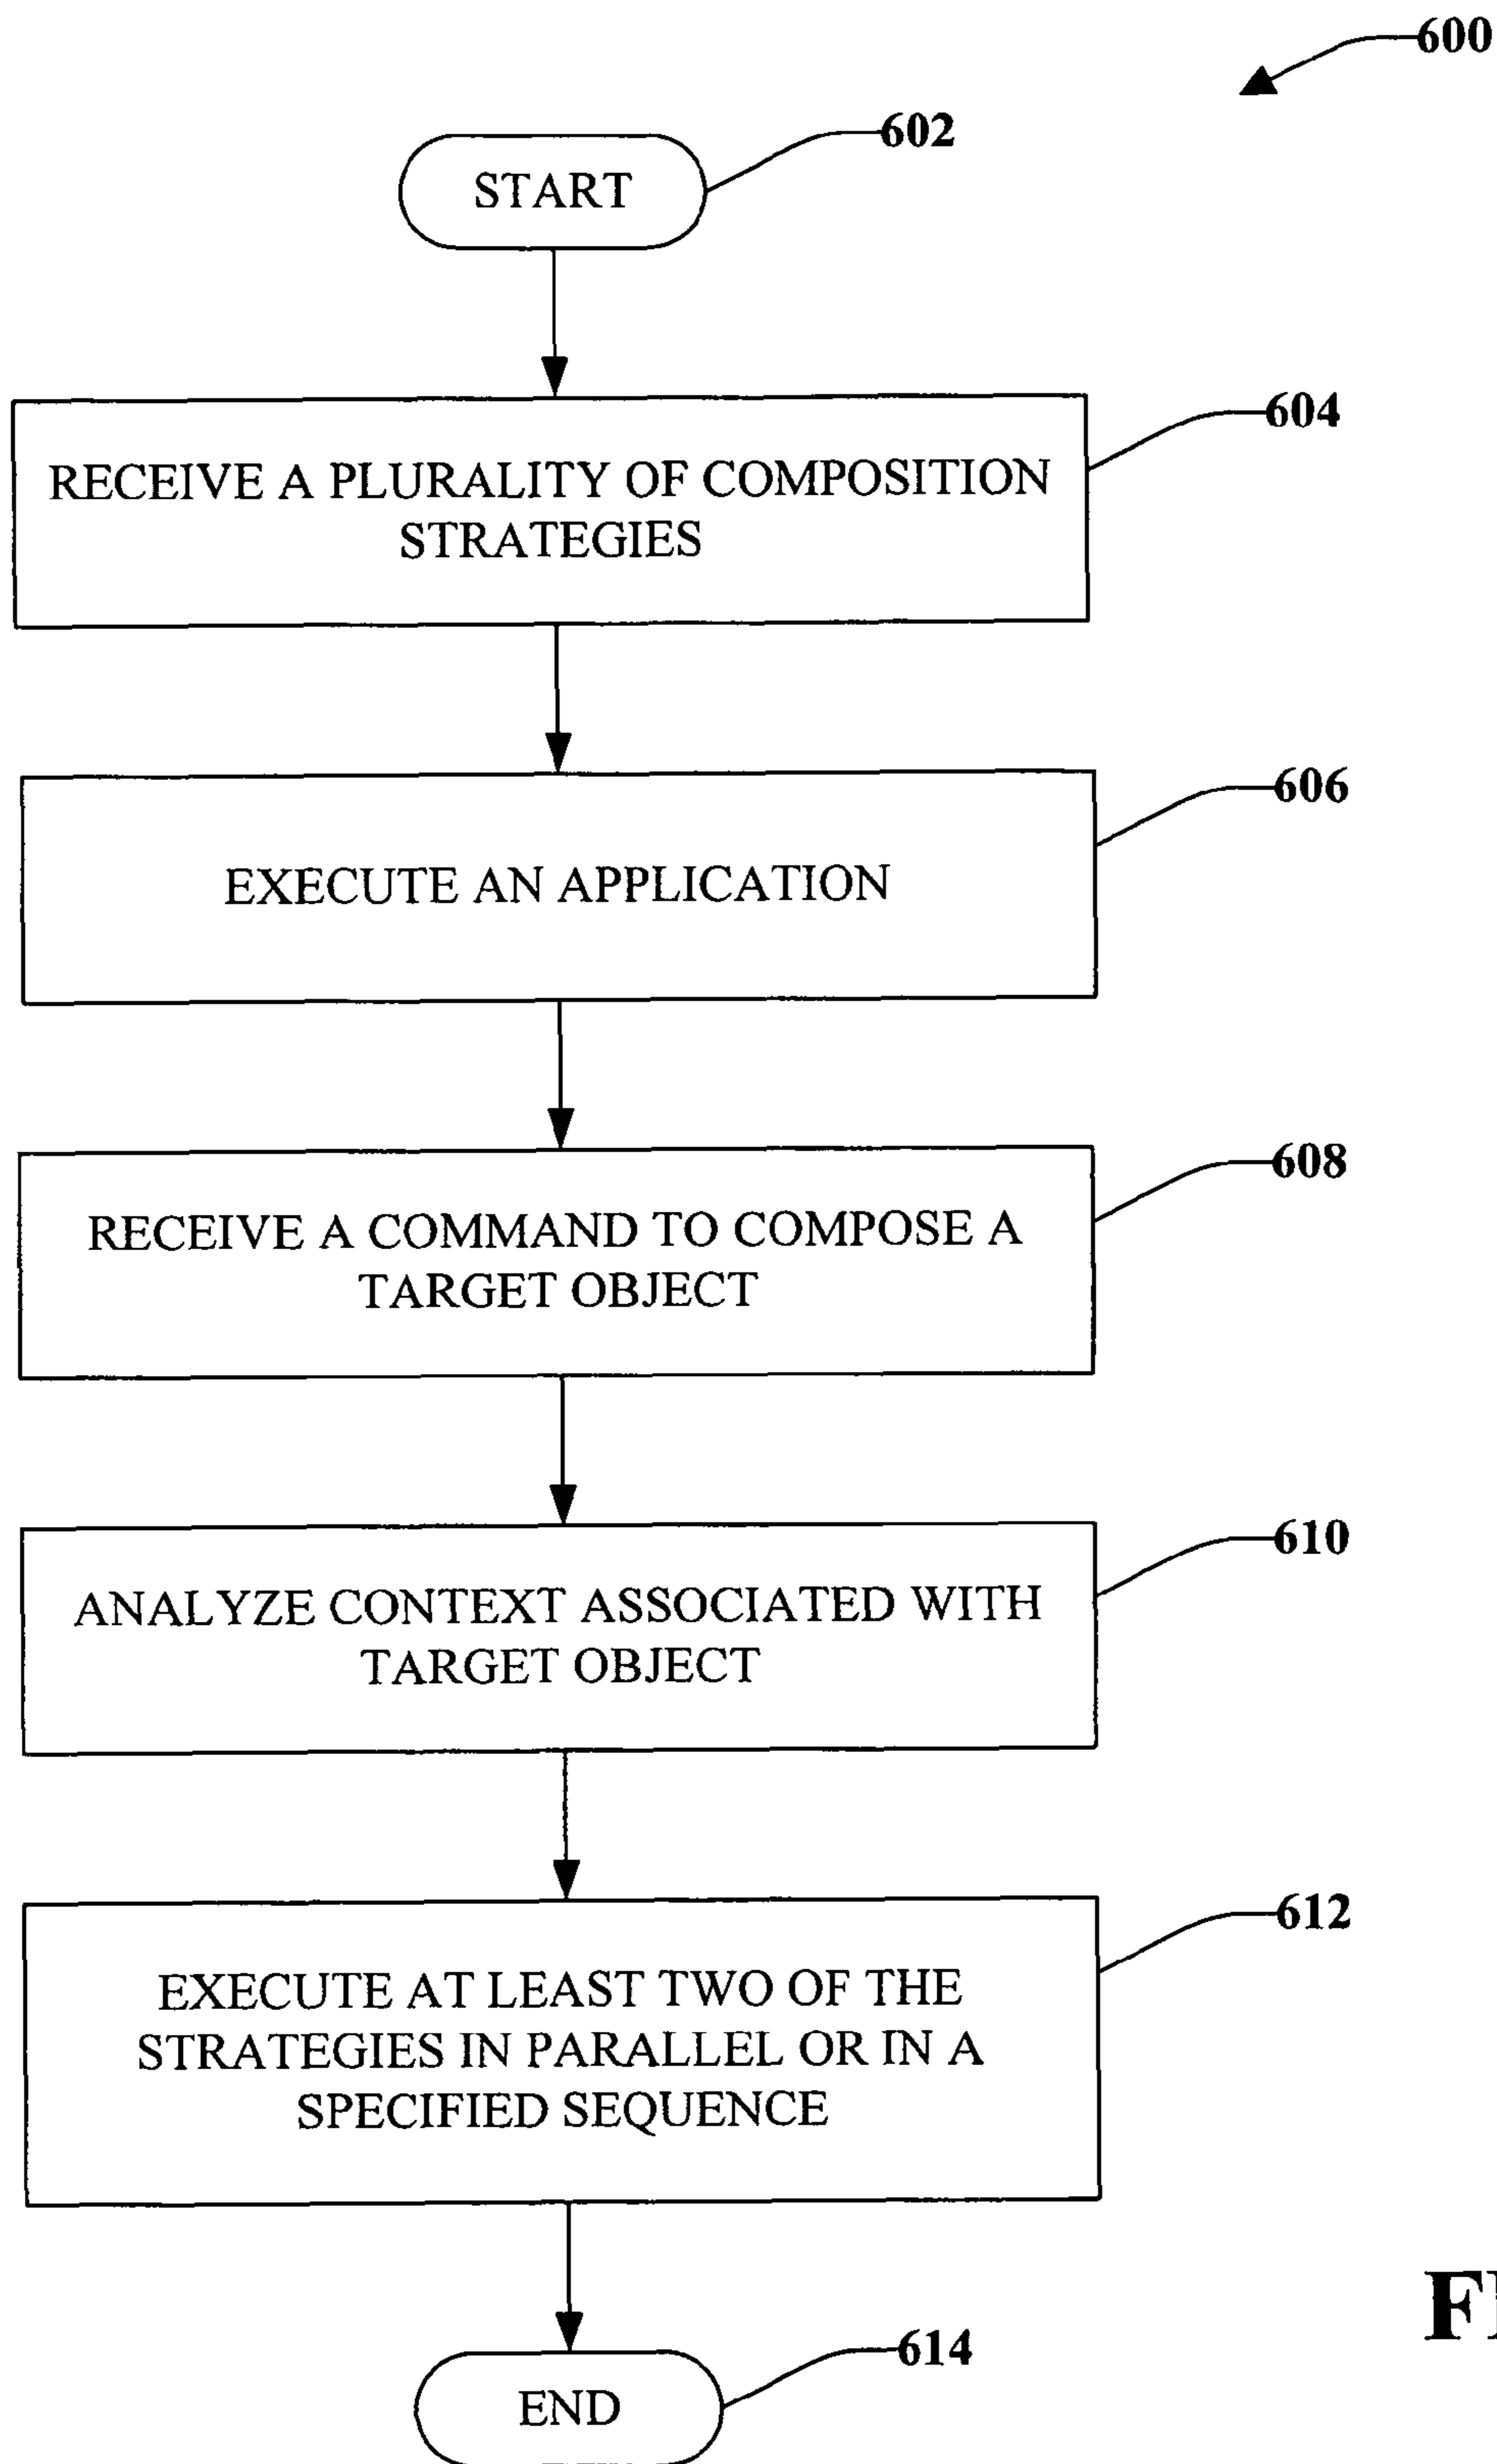 600
START
602
RECEIVE A PLURALITY OF COMPOSITION
STRATEGIES
604
EXECUTE AN APPLICATION
606
RECEIVE A COMMAND TO COMPOSE A
TARGET OBJECT
608
ANALYZE CONTEXT ASSOCIATED WITH
TARGET OBJECT
610
EXECUTE AT LEAST TWO OF THE
STRATEGIES IN PARALLEL OR IN A
SPECIFIED SEQUENCE
612
END
614